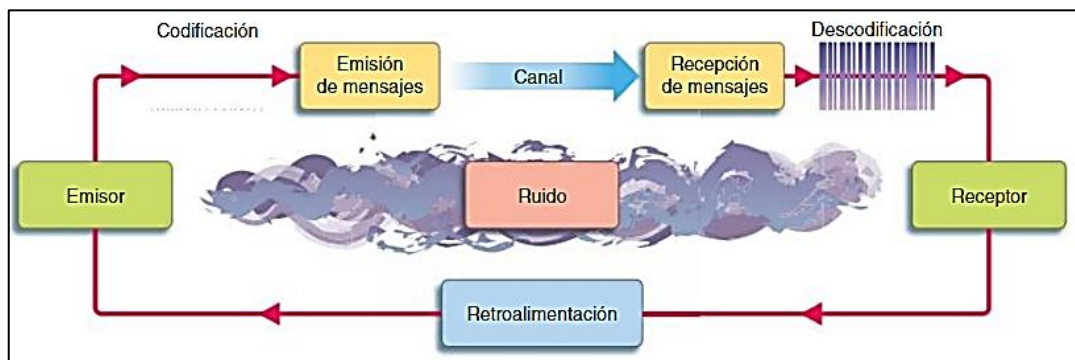 Codificación
Descodificación
Emisión
de mensajes
Canal
Recepción
de mensajes
Emisor
Ruido
Receptor
Retroalimentación